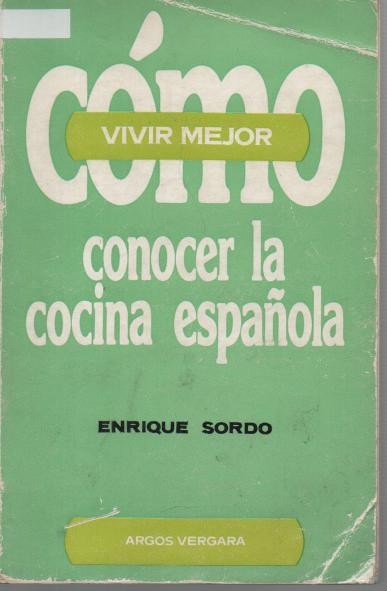 cómo
VIVIR MEJOR
conocer la
cocina española
ENRIQUE SORDO
ARGOS VERGARA